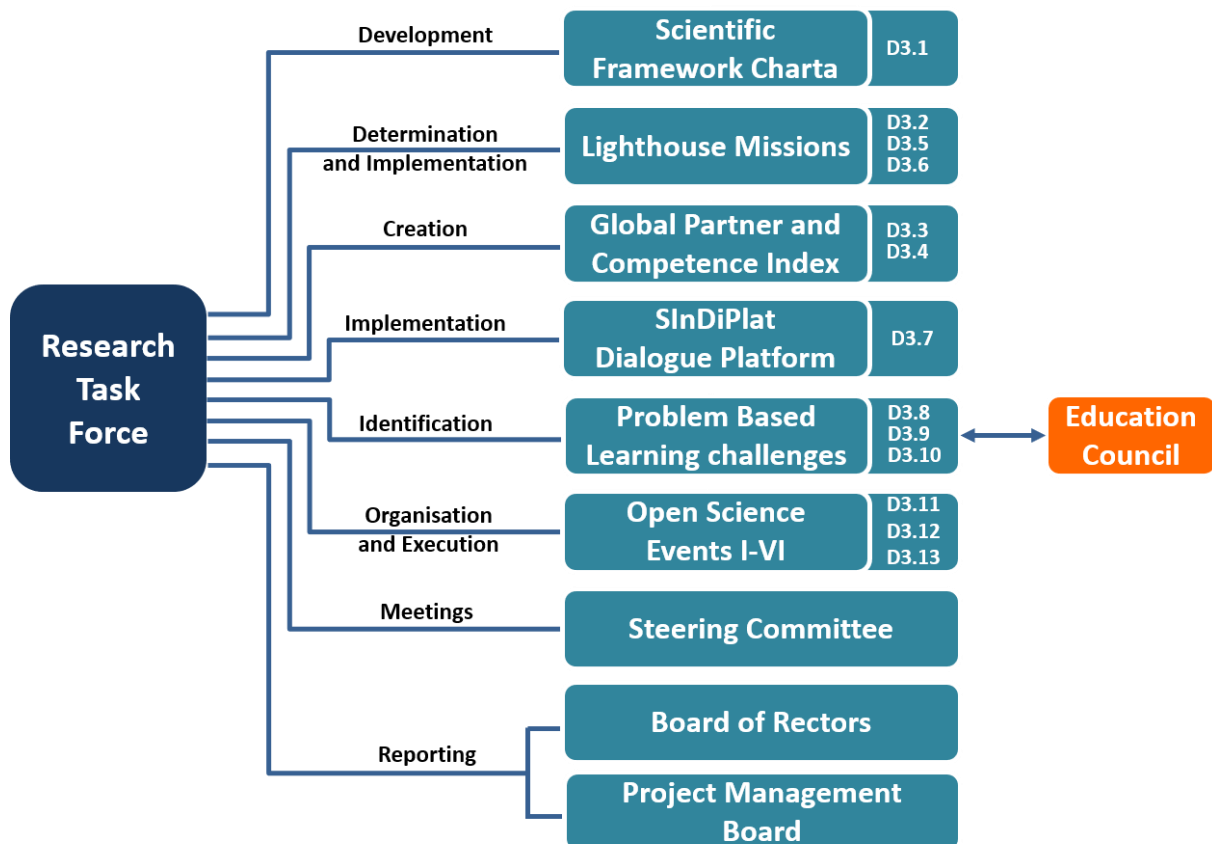 Development
Scientific
Framework Charta
D3.1
Determination
and Implementation
Lighthouse Missions
D3.2
D3.5
D3.6
Creation
Global Partner and
Competence Index
D3.3
D3.4
Research
Task
Force
Implementation
SInDiPlat
Dialogue Platform
D3.7
Identification
Problem Based
Learning challenges
D3.8
D3.9
D3.10
Education
Council
Organisation
and Execution
Open Science
Events I-VI
D3.11
D3.12
D3.13
Meetings
Steering Committee
Reporting
Board of Rectors
Project Management
Board